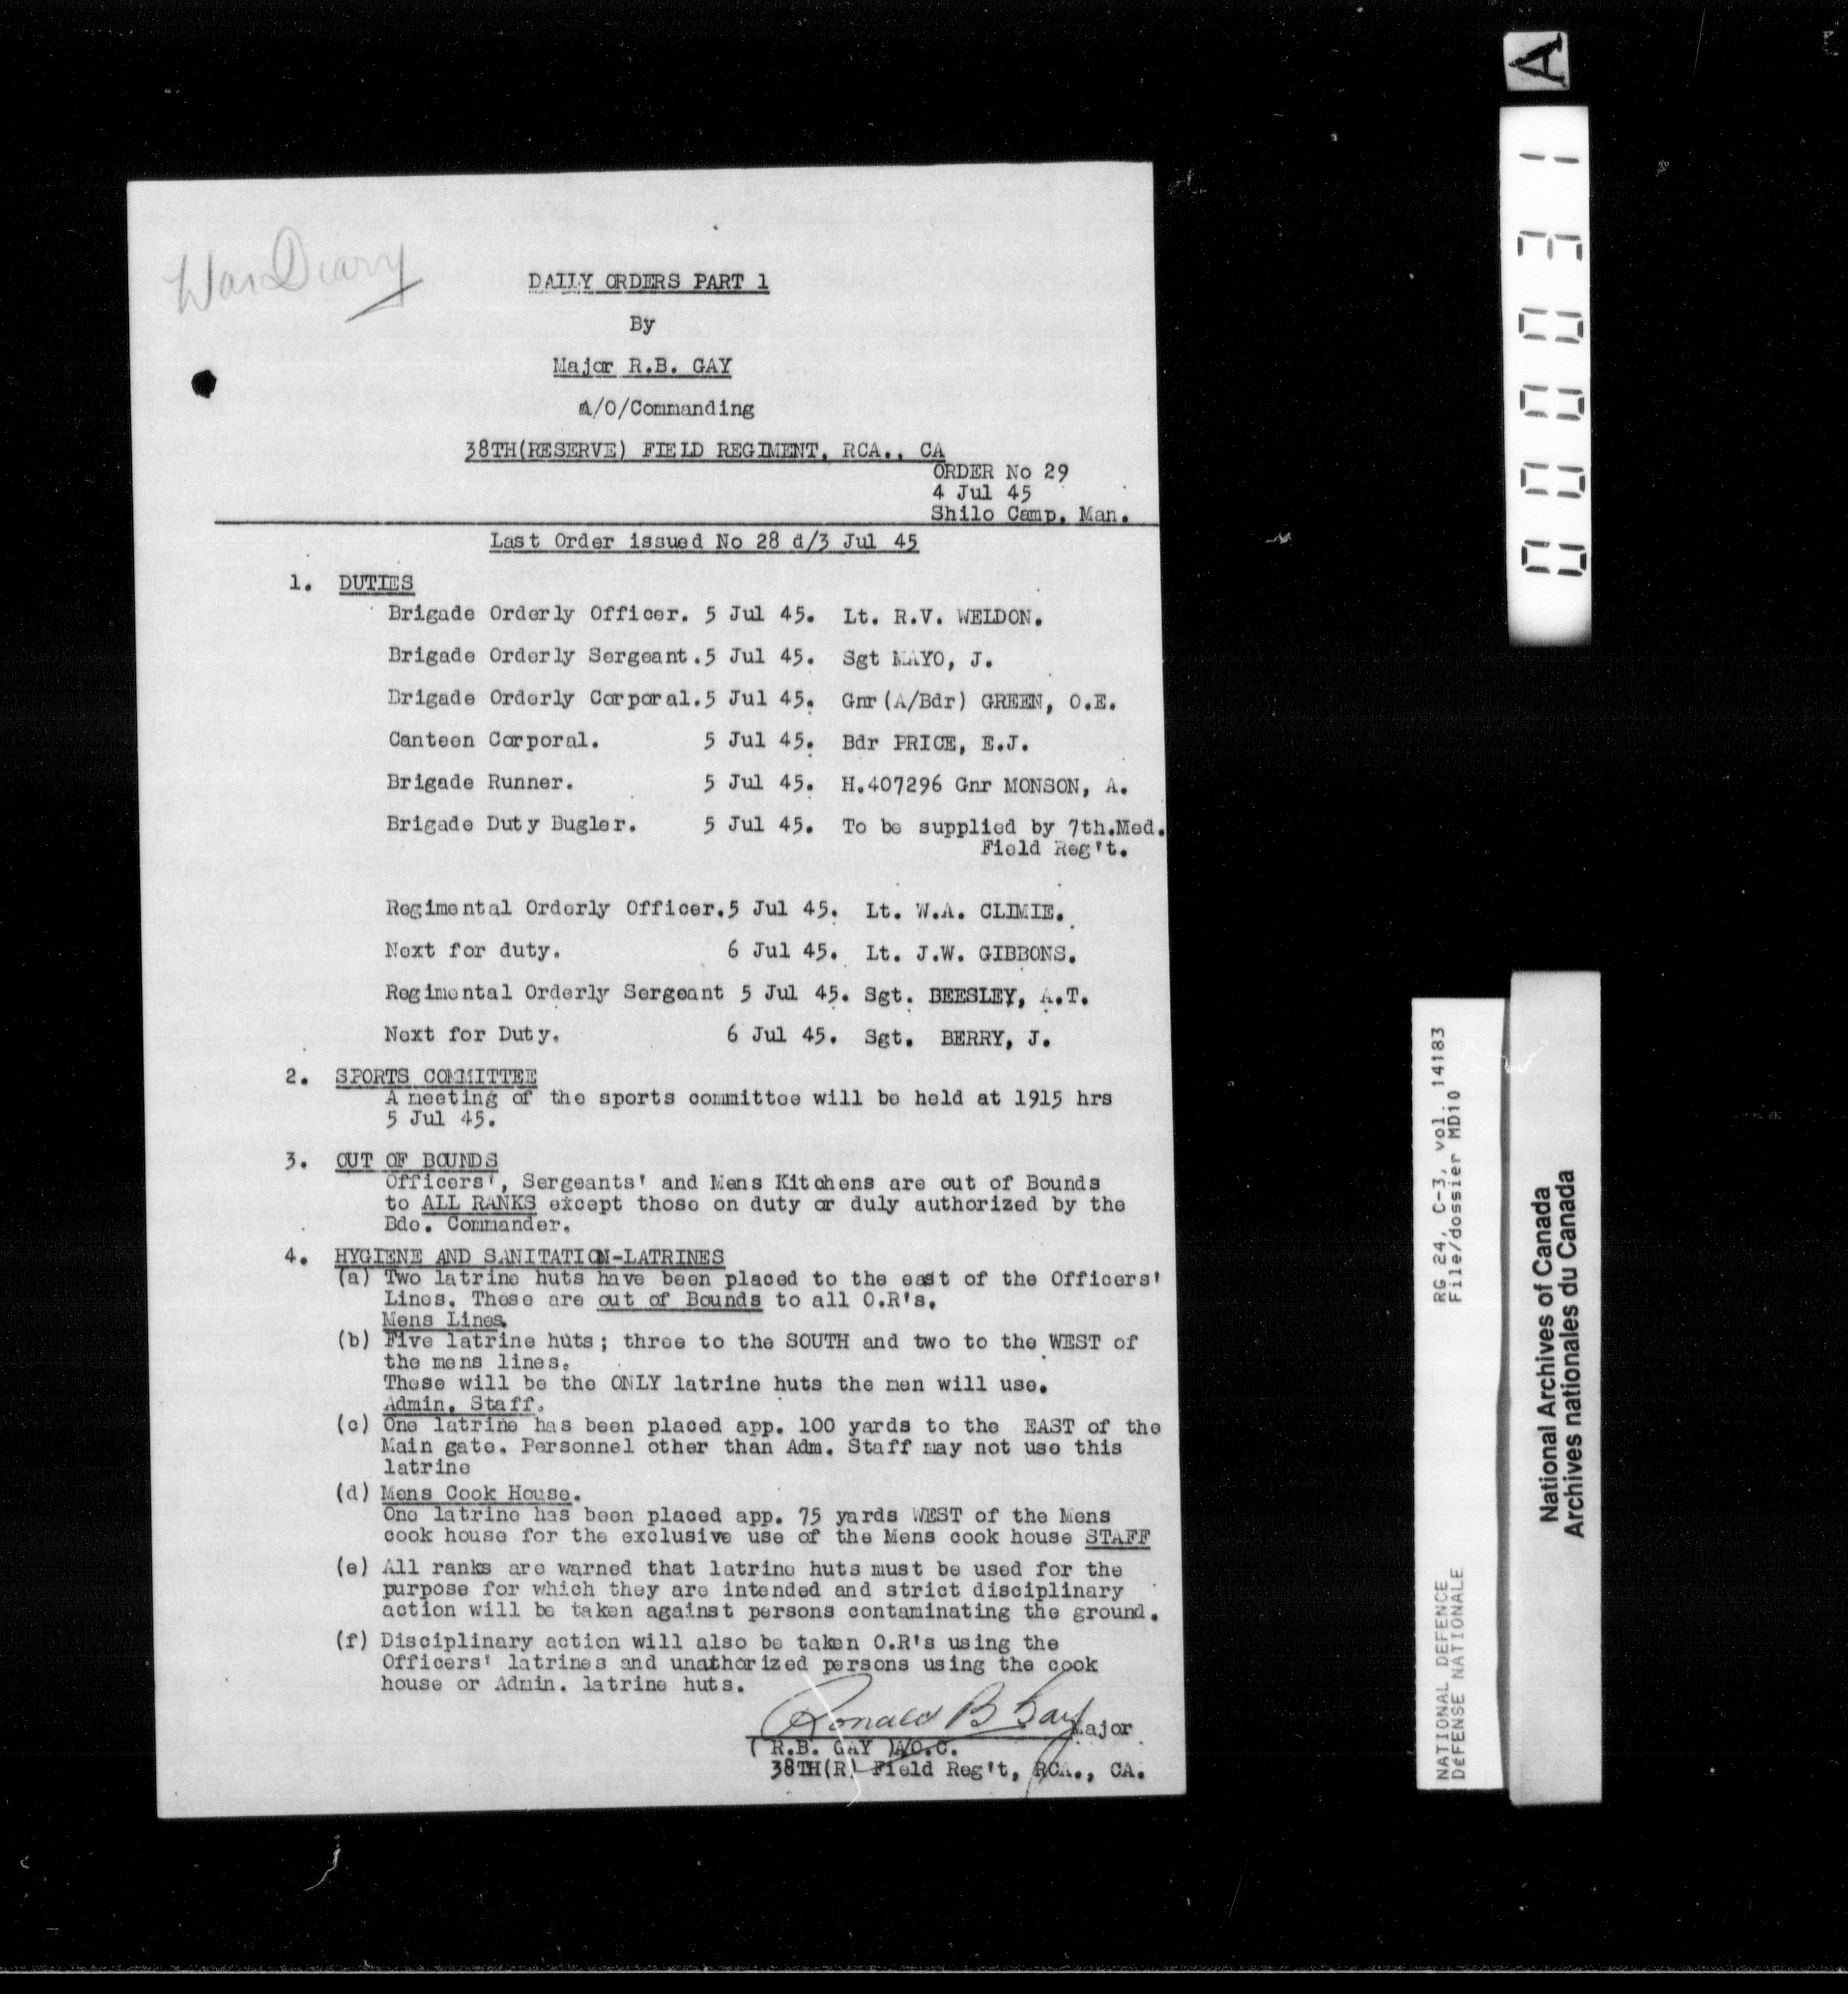 War Diary
DAILY ORDERS PART 1
By
Major R.B. GAY
A/O/Commanding
38TH(RESERVE) FIELD REGIMENT, RCA., CA
ORDER No 29
4 Jul 45
Shilo Camp, Man.
Last Order issued No 28 d/3 Jul 45
1. DUTIES
Brigade Orderly Officer. 5 Jul 45. Lt. R.V. WELDON.
Brigade Orderly Sergeant.5 Jul 45. Sgt MAYO, J.
Brigade Orderly Corporal.5 Jul 45. Gnr (A/Bdr) GREEN, O.E.
Canteen Corporal. 5 Jul 45. Bdr PRICE, E.J.
Brigade Runner. 5 Jul 45. H.407296 Gnr MONSON, A.
Brigade Duty Bugler. 5 Jul 45. To be supplied by 7th.Med.
Field Reg't.
Regimental Orderly Officer.5 Jul 45. Lt. W.A. CLIMIE.
Next for duty. 6 Jul 45. Lt. J.W. GIBBONS.
Regimental Orderly Sergeant 5 Jul 45. Sgt. BEESLEY, A.T.
Next for Duty. 6 Jul 45. Sgt. BERRY, J.
2. SPORTS COMMITTEE
A meeting of the sports committee will be held at 1915 hrs
5 Jul 45.
3. OUT OF BOUNDS
Officers', Sergeants' and Mens Kitchens are out of Bounds
to ALL RANKS except those on duty or duly authorized by the
Bde. Commander.
4. HYGIENE AND SANITATION-LATRINES
(a) Two latrine huts have been placed to the east of the Officers'
Lines. These are out of Bounds to all O.R's.
Mens Lines.
(b) Five latrine huts; three to the SOUTH and two to the WEST of
the mens lines.
These will be the ONLY latrine huts the men will use.
Admin. Staff.
(c) One latrine has been placed app. 100 yards to the EAST of the
Main gate. Personnel other than Adm. Staff may not use this
latrine
(d) Mens Cook House.
One latrine has been placed app. 75 yards WEST of the Mens
cook house for the exclusive use of the Mens cook house STAFF
(e) All ranks are warned that latrine huts must be used for the
purpose for which they are intended and strict disciplinary
action will be taken against persons contaminating the ground.
(f) Disciplinary action will also be taken O.R's using the
Officers' latrines and unathorized persons using the cook
house or Admin. latrine huts.
Ronald B Gay Major
( R.B. GAY )A/O.C.
38TH(R) Field Reg't, RCA., CA.
A
000031
RG 24, C-3, vol. 14183
File/dossier MD10
NATIONAL DEFENCE
DéFENSE NATIONALE
National Archives of Canada
Archives nationales du Canada